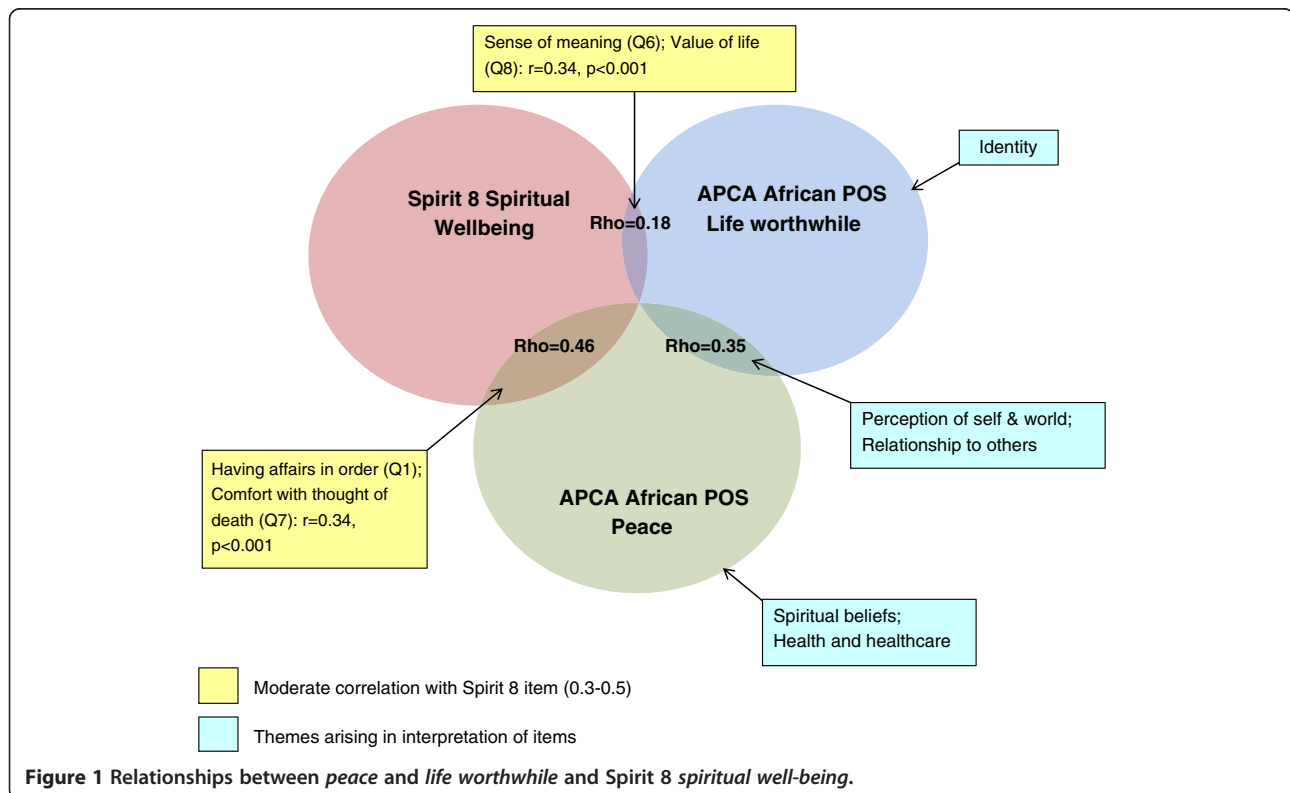 Sense of meaning (Q6); Value of life
(Q8): r=0.34, p<0.001
Identity
Spirit 8 Spiritual
Wellbeing
APCA African POS
Life worthwhile
Rho=0.18
Rho=0.46
Rho=0.35
Perception of self & world;
Relationship to others
Having affairs in order (Q1);
Comfort with thought of
death (Q7): r=0.34,
p<0.001
APCA African POS
Peace
Spiritual beliefs;
Health and healthcare
Moderate correlation with Spirit 8 item (0.3-0.5)
Themes arising in interpretation of items
Figure 1 Relationships between peace and life worthwhile and Spirit 8 spiritual well-being.